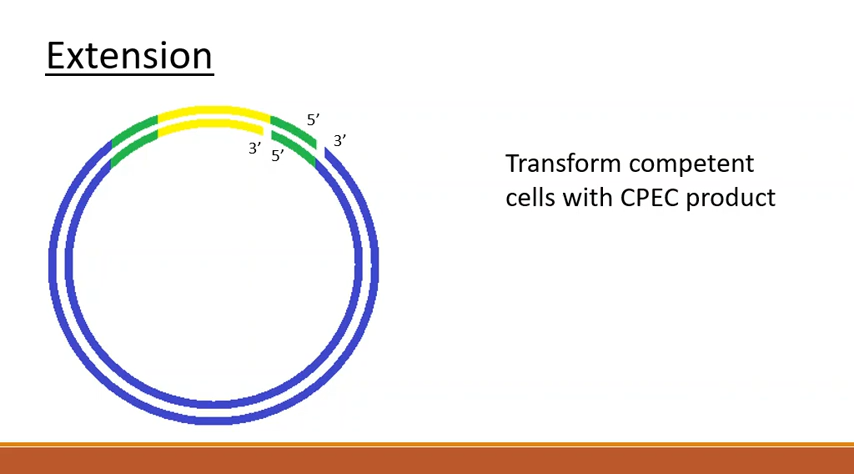 Extension
5’
3’
3’
5’
Transform competent
cells with CPEC product